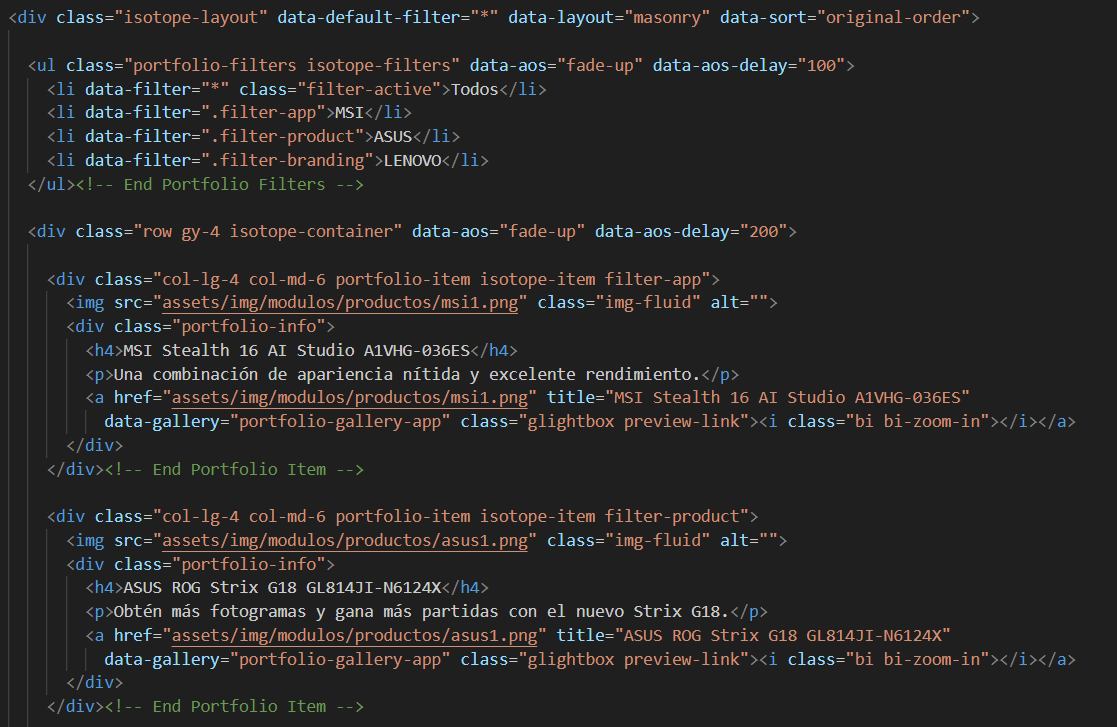 <div class="isotope-layout" data-default-filter="*" data-layout="masonry" data-sort="original-order">
<ul class="portfolio-filters isotope-filters" data-aos="fade-up" data-aos-delay="100">
<li data-filter="*" class="filter-active">Todos</li>
<li data-filter=".filter-app">MSI</li>
<li data-filter=".filter-product">ASUS</li>
<li data-filter=".filter-branding">LENOVO</li>
</ul><!-- End Portfolio Filters -->
<div class="row gy-4 isotope-container" data-aos="fade-up" data-aos-delay="200">
<div class="col-lg-4 col-md-6 portfolio-item isotope-item filter-app">
<img src="assets/img/modulos/productos/msi1.png" class="img-fluid" alt="">
<div class="portfolio-info">
<h4>MSI Stealth 16 AI Studio A1VHG-036ES</h4>
<p>Una combinación de apariencia nítida y excelente rendimiento.</p>
<a href="assets/img/modulos/productos/msi1.png" title="MSI Stealth 16 AI Studio A1VHG-036ES"
data-gallery="portfolio-gallery-app" class="glightbox preview-link"><i class="bi bi-zoom-in"></i></a>
</div>
</div><!-- End Portfolio Item -->
<div class="col-lg-4 col-md-6 portfolio-item isotope-item filter-product">
<img src="assets/img/modulos/productos/asus1.png" class="img-fluid" alt="">
<div class="portfolio-info">
<h4>ASUS ROG Strix G18 GL814JI-N6124X</h4>
<p>Obtén más fotogramas y gana más partidas con el nuevo Strix G18.</p>
<a href="assets/img/modulos/productos/asus1.png" title="ASUS ROG Strix G18 GL814JI-N6124X"
data-gallery="portfolio-gallery-app" class="glightbox preview-link"><i class="bi bi-zoom-in"></i></a>
</div>
</div><!-- End Portfolio Item -->